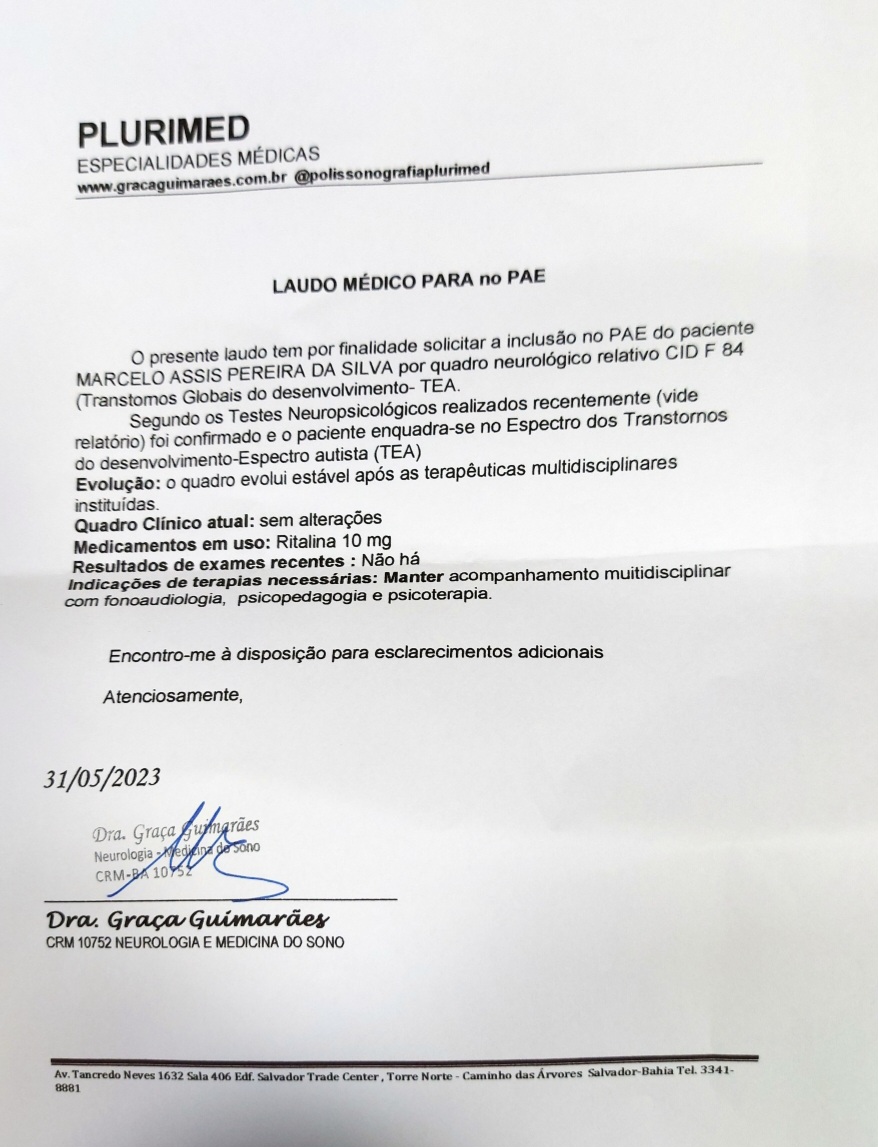 PLURIMED
ESPECIALIDADES MÉDICAS
www.gracaguimaraes.com.br @polissonografiaplurimed
LAUDO MÉDICO PARA no PAE
O presente laudo tem por finalidade solicitar a inclusão no PAE do paciente
MARCELO ASSIS PEREIRA DA SILVA por quadro neurológico relativo CID F 84
(Transtomos Globais do desenvolvimento- TEA.
Segundo os Testes Neuropsicológicos realizados recentemente (vide
relatório) foi confirmado e o paciente enquadra-se no Espectro dos Transtornos
do desenvolvimento-Espectro autista (TEA)
Evolução: o quadro evolui estável após as terapêuticas multidisciplinares
instituídas.
Quadro Clínico atual: sem alterações
Medicamentos em uso: Ritalina 10 mg
Resultados de exames recentes : Não há
Indicações de terapias necessárias: Manter acompanhamento muitidisciplinar
com fonoaudiologia, psicopedagogia e psicoterapia.
Encontro-me à disposição para esclarecimentos adicionais
Atenciosamente,
31/05/2023
Dra. Graça Guimarães
Neurologia - Medicina do Sono
CRM-BA 10752
Dra. Graça Guimarães
CRM 10752 NEUROLOGIA E MEDICINA DO SONO
Av. Tancredo Neves 1632 Sala 406 Edf. Salvador Trade Center , Torre Norte - Caminho das Árvores Salvador-Bahia Tel. 3341-
8881